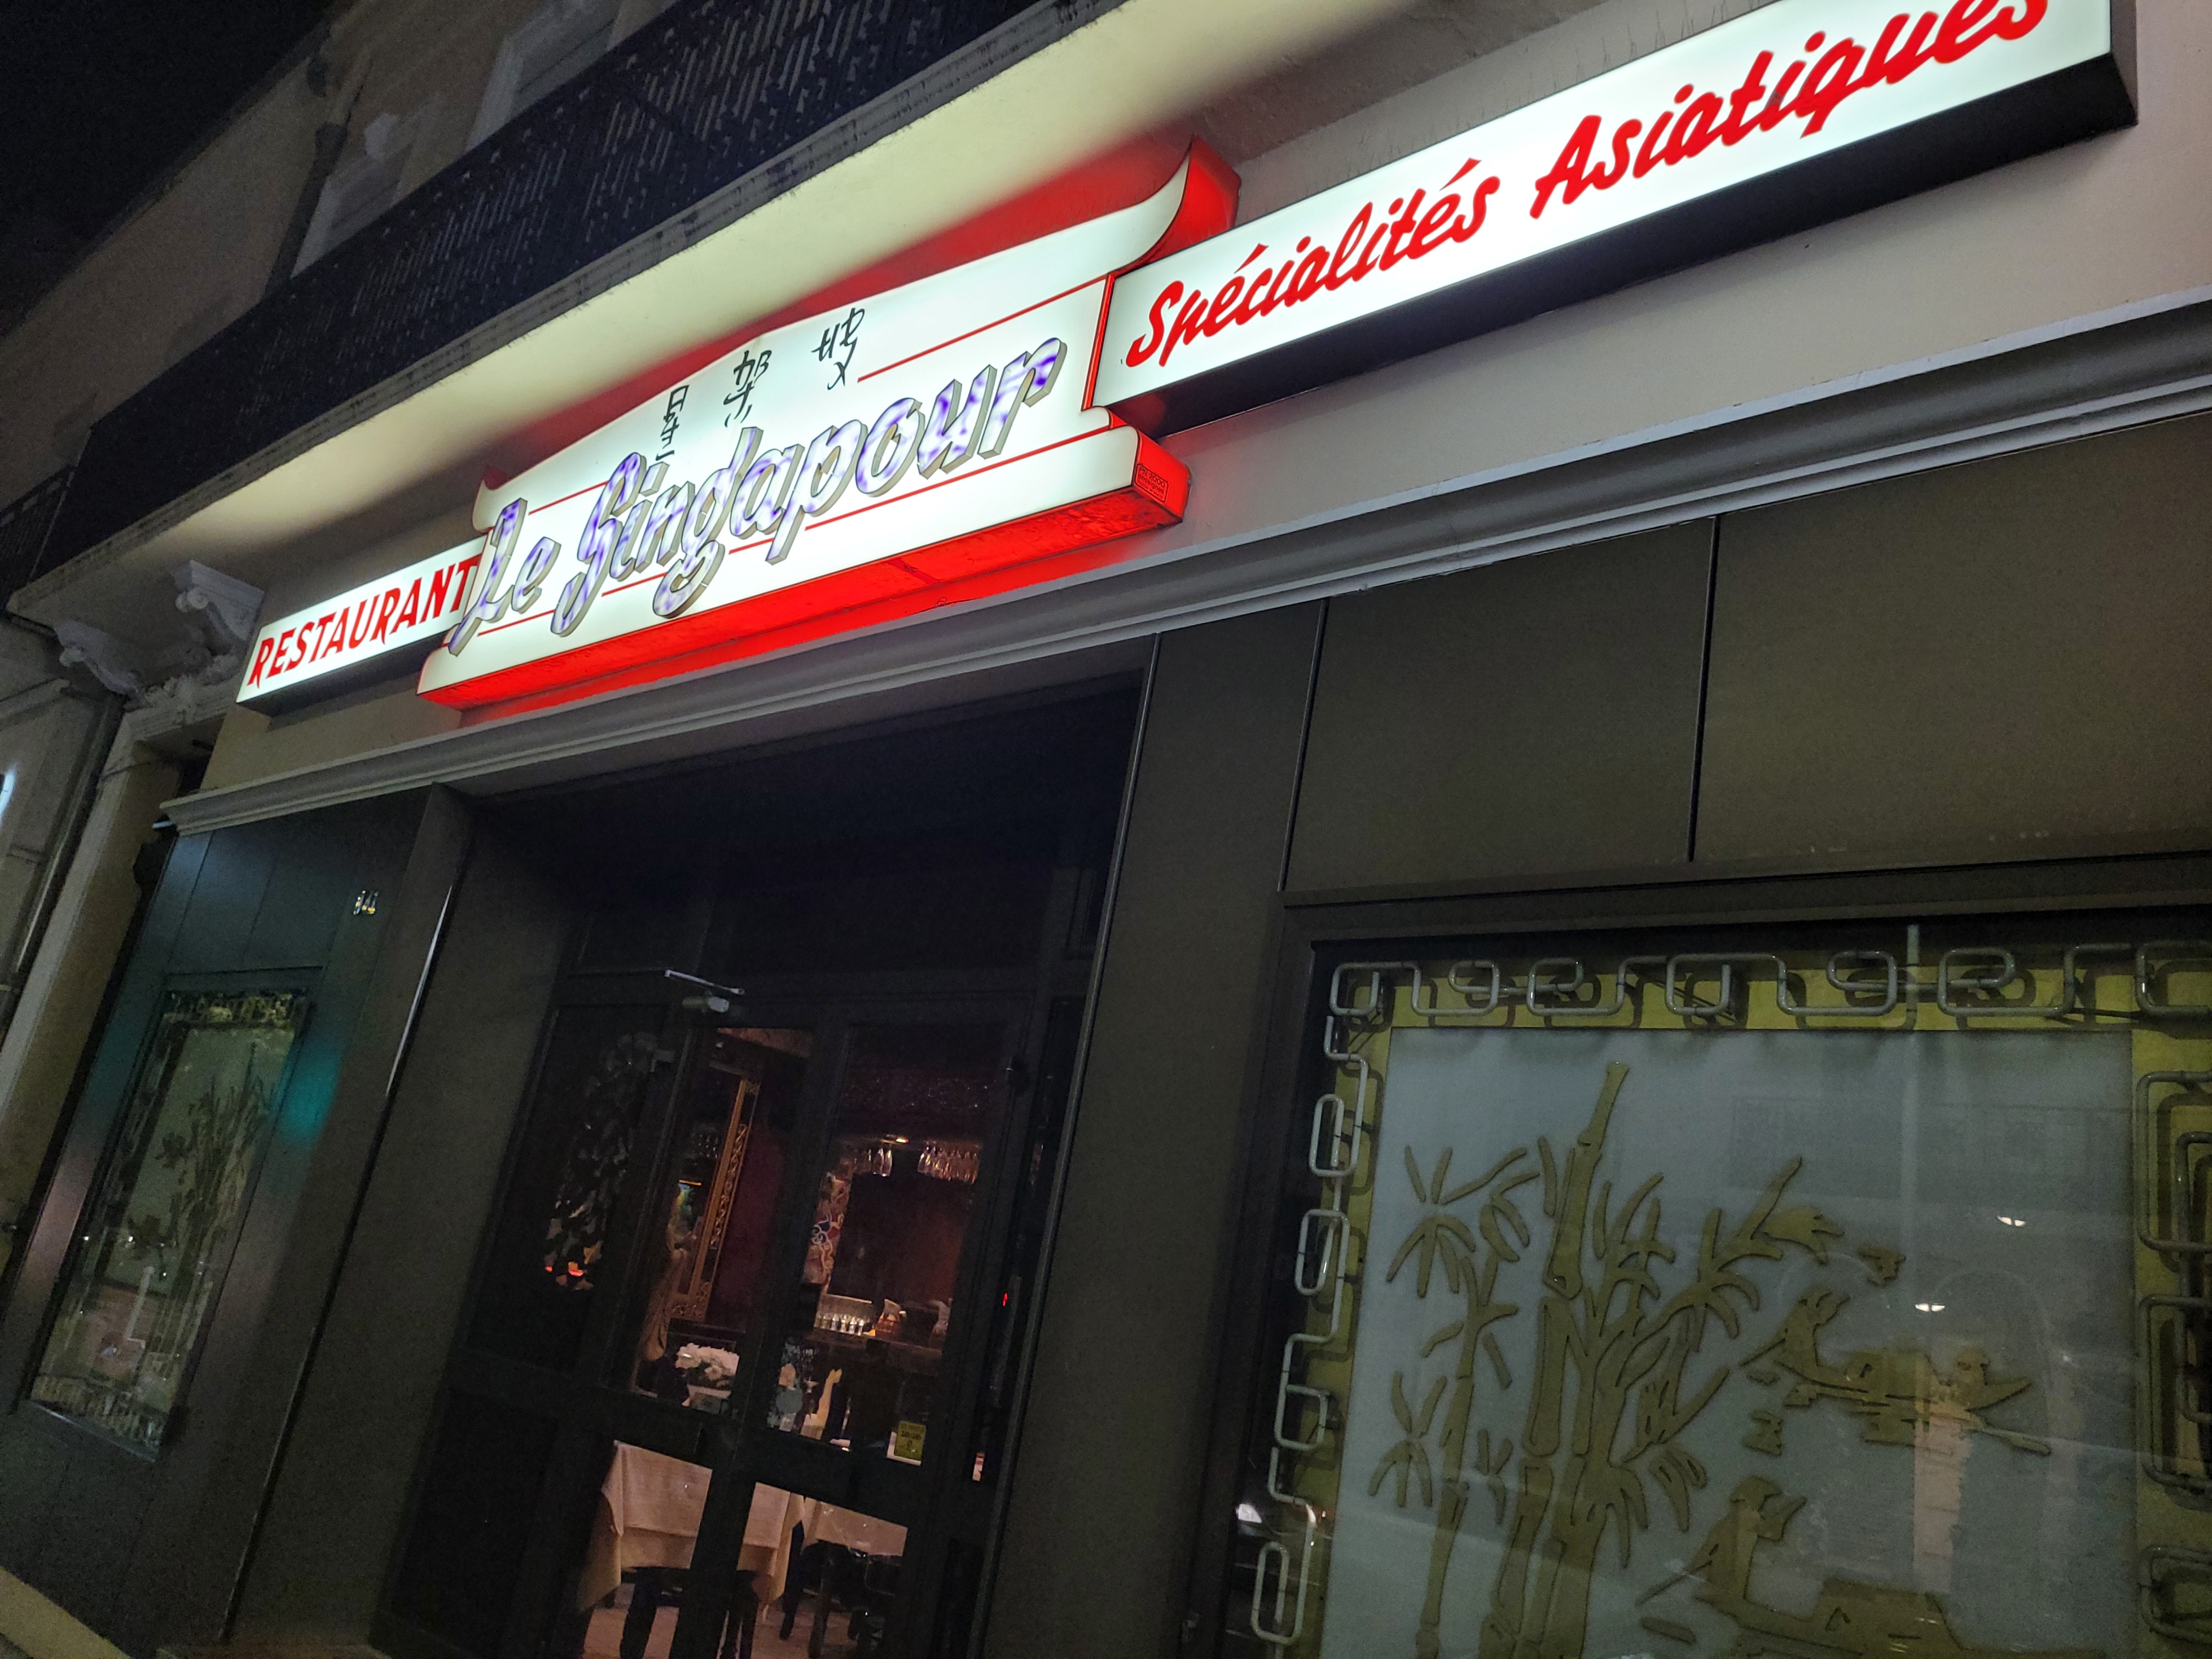 RESTAURANT
星架坡
Le Singapour
Spécialités Asiatiques